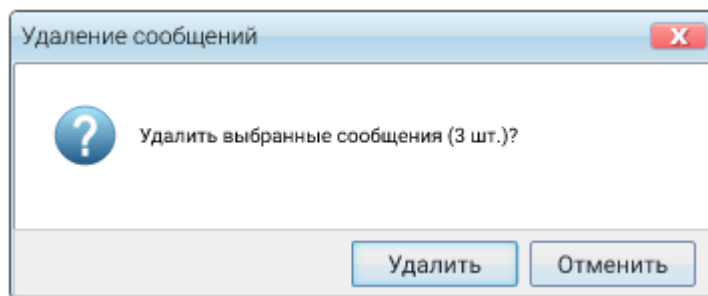 Удаление сообщений
X
Удалить выбранные сообщения (3 шт.)?
Удалить
Отменить